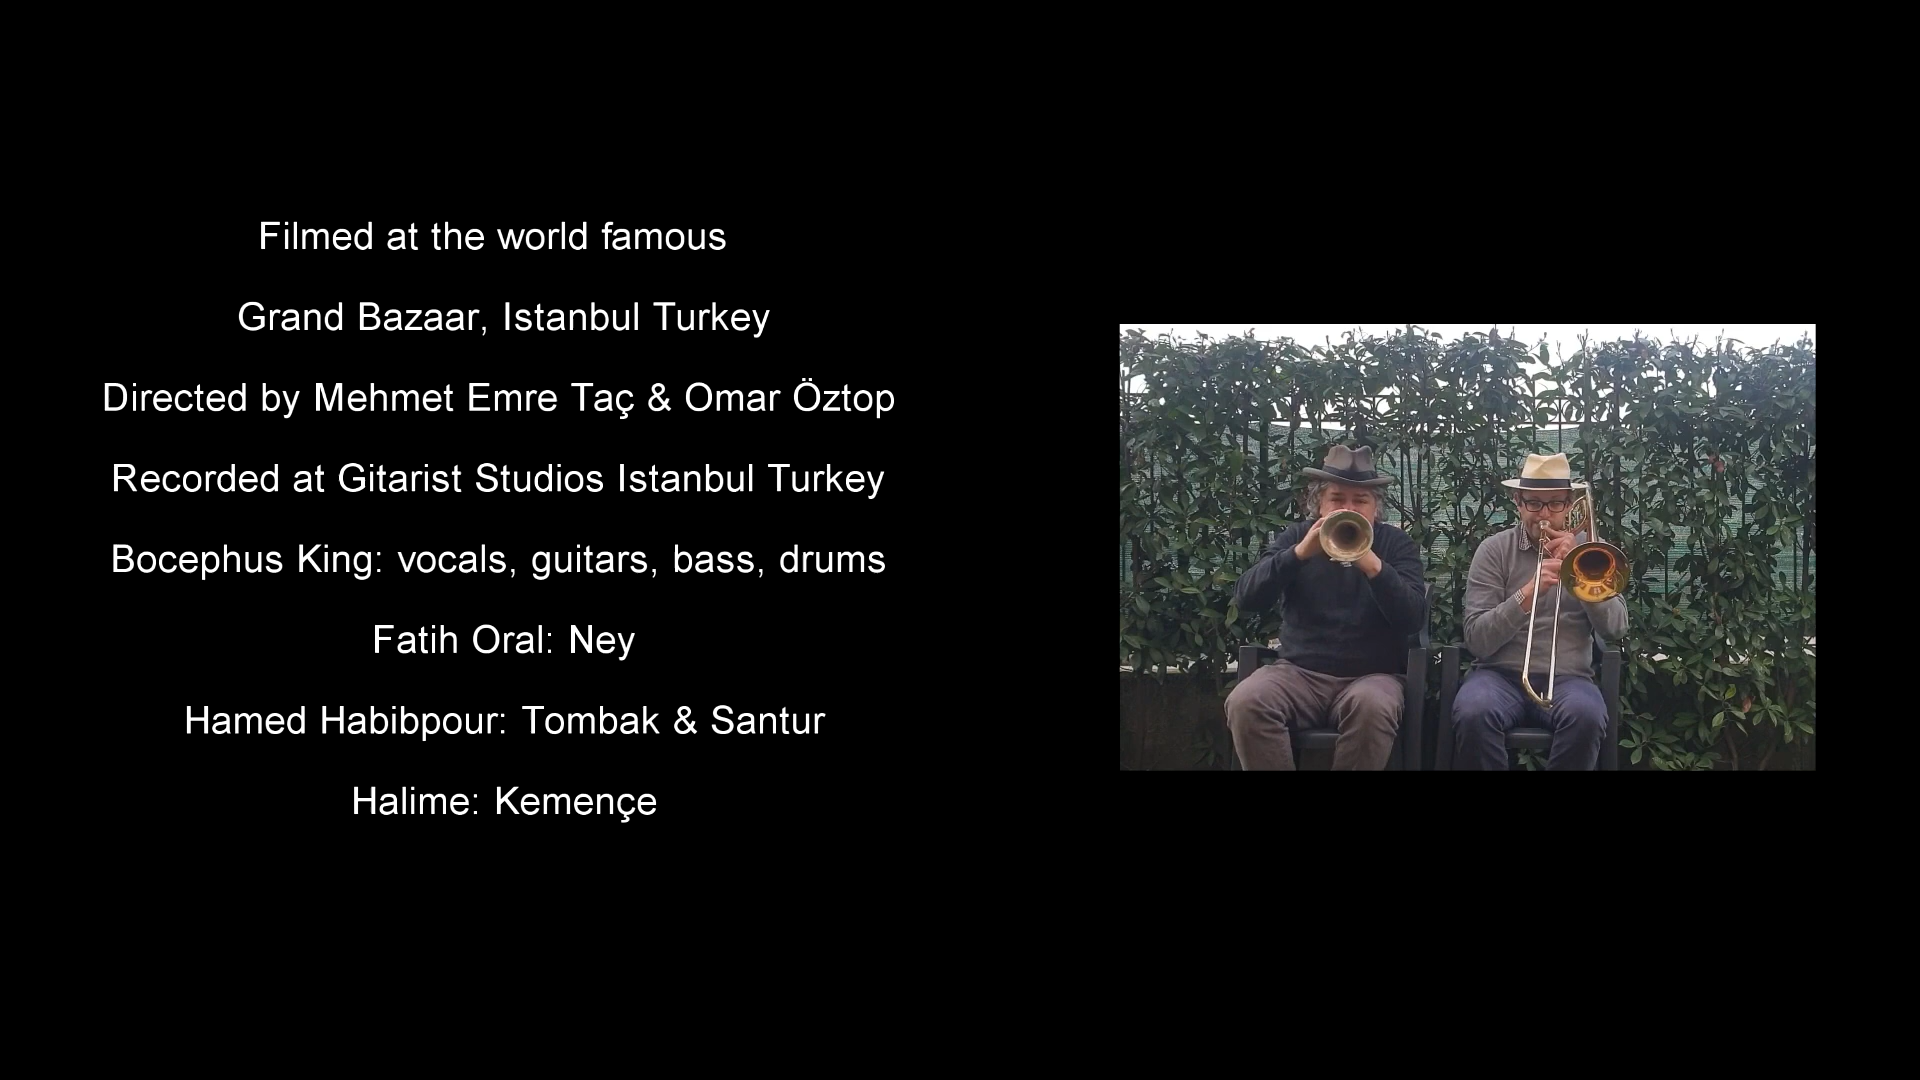 Filmed at the world famous
Grand Bazaar, Istanbul Turkey
Directed by Mehmet Emre Taç & Omar Öztop
Recorded at Gitarist Studios Istanbul Turkey
Bocephus King: vocals, guitars, bass, drums
Fatih Oral: Ney
Hamed Habibpour: Tombak & Santur
Halime: Kemençe